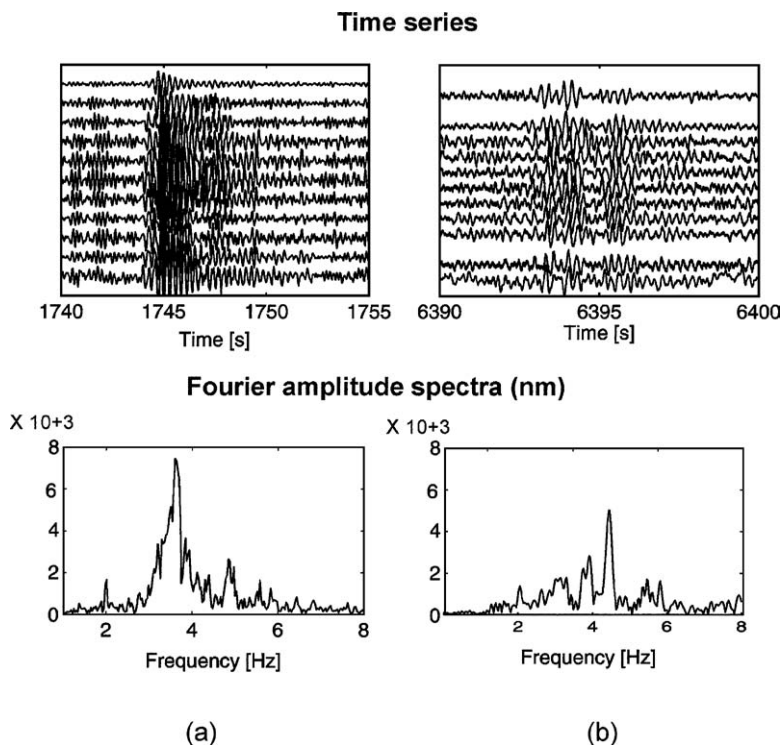 Time series
1740 1745 1750 1755
Time [s]
6390 6395 6400
Time [s]
Fourier amplitude spectra (nm)
X 10+3
8
6
4
2
0
2 4 6 8
Frequency [Hz]
X 10+3
8
6
4
2
0
2 4 6 8
Frequency [Hz]
(a) (b)